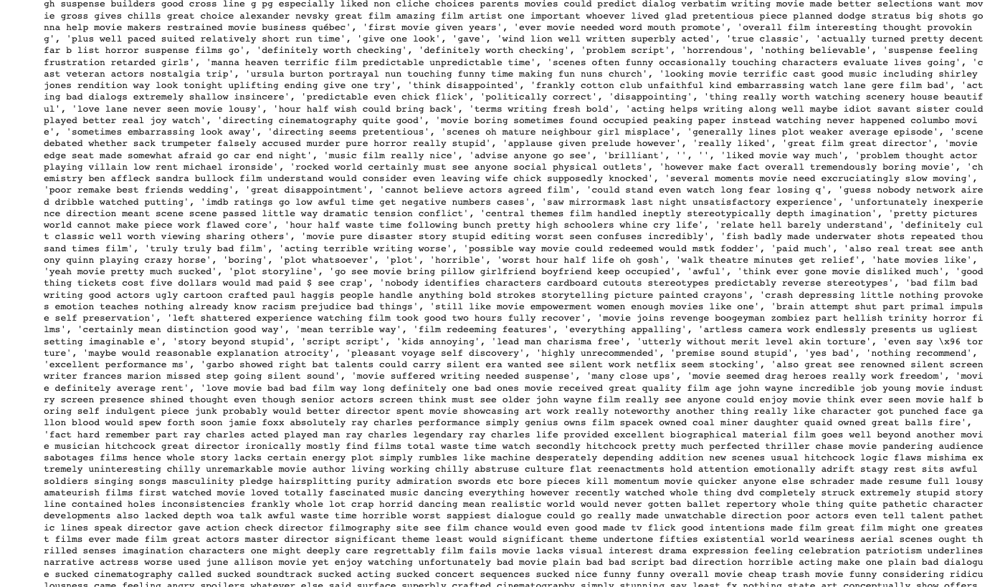 gh suspense builders good cross line g pg especially liked non cliche choices parents movies could predict dialog verbatim writing movie made better selections want mov
ie gross gives chills great choice alexander nevsky great film amazing film artist one important whoever lived glad pretentious piece planned dodge stratus big shots go
nna help movie makers restrained movie business québec', 'first movie given years', 'ever movie needed word mouth promote', 'overall film interesting thought provokin
g', 'plus well paced suited relatively short run time', 'give one look', 'gave', 'wind lion well written superbly acted', 'true classic', 'actually turned pretty decent
far b list horror suspense films go', 'definitely worth checking', 'definitely worth checking', 'problem script', 'horrendous', 'nothing believable', 'suspense feeling
frustration retarded girls', 'manna heaven terrific film predictable unpredictable time', 'scenes often funny occasionally touching characters evaluate lives going', 'c
ast veteran actors nostalgia trip', 'ursula burton portrayal nun touching funny time making fun nuns church', 'looking movie terrific cast good music including shirley
jones rendition way look tonight uplifting ending give one try', 'think disappointed', 'frankly cotton club unfaithful kind embarrassing watch lane gere film bad', 'act
ing bad dialogs extremely shallow insincere', 'predictable even chick flick', 'politically correct', 'disappointing', 'thing really worth watching scenery house beautif
ul', 'love lane never seen movie lousy', 'hour half wish could bring back', 'terms writing fresh bold', 'acting helps writing along well maybe idiot savant sister could
played better real joy watch', 'directing cinematography quite good', 'movie boring sometimes found occupied peaking paper instead watching never happened columbo movi
e', 'sometimes embarrassing look away', 'directing seems pretentious', 'scenes oh mature neighbour girl misplace', 'generally lines plot weaker average episode', 'scene
debated whether sack trumpeter falsely accused murder pure horror really stupid', 'applause given prelude however', 'really liked', 'great film great director', 'movie
edge seat made somewhat afraid go car end night', 'music film really nice', 'advise anyone go see', 'brilliant', '', '', 'liked movie way much', 'problem thought actor
playing villain low rent michael ironside', 'rocked world certainly must see anyone social physical outlets', 'however make fact overall tremendously boring movie', 'ch
emistry ben affleck sandra bullock film understand would consider even leaving wife chick supposedly knocked', 'several moments movie need excruciatingly slow moving',
'poor remake best friends wedding', 'great disappointment', 'cannot believe actors agreed film', 'could stand even watch long fear losing q', 'guess nobody network aire
d dribble watched putting', 'imdb ratings go low awful time get negative numbers cases', 'saw mirrormask last night unsatisfactory experience', 'unfortunately inexperie
nce direction meant scene scene passed little way dramatic tension conflict', 'central themes film handled ineptly stereotypically depth imagination', 'pretty pictures
world cannot make piece work flawed core', 'hour half waste time following bunch pretty high schoolers whine cry life', 'relate hell barely understand', 'definitely cul
t classic well worth viewing sharing others', 'movie pure disaster story stupid editing worst seen confuses incredibly', 'fish badly made underwater shots repeated thou
sand times film', 'truly truly bad film', 'acting terrible writing worse', 'possible way movie could redeemed would mstk fodder', 'paid much', 'also real treat see anth
ony quinn playing crazy horse', 'boring', 'plot whatsoever', 'plot', 'horrible', 'worst hour half life oh gosh', 'walk theatre minutes get relief', 'hate movies like',
'yeah movie pretty much sucked', 'plot storyline', 'go see movie bring pillow girlfriend boyfriend keep occupied', 'awful', 'think ever gone movie disliked much', 'good
thing tickets cost five dollars would mad paid $ see crap', 'nobody identifies characters cardboard cutouts stereotypes predictably reverse stereotypes', 'bad film bad
writing good actors ugly cartoon crafted paul haggis people handle anything bold strokes storytelling picture painted crayons', 'crash depressing little nothing provoke
s emotion teaches nothing already know racism prejudice bad things', 'still like movie empowerment women enough movies like one', 'brain attempt shut part primal impuls
e self preservation', 'left shattered experience watching film took good two hours fully recover', 'movie joins revenge boogeyman zombiez part hellish trinity horror fi
lms', 'certainly mean distinction good way', 'mean terrible way', 'film redeeming features', 'everything appalling', 'artless camera work endlessly presents us ugliest
setting imaginable e', 'story beyond stupid', 'script script', 'kids annoying', 'lead man charisma free', 'utterly without merit level akin torture', 'even say \x96 tor
ture', 'maybe would reasonable explanation atrocity', 'pleasant voyage self discovery', 'highly unrecommended', 'premise sound stupid', 'yes bad', 'nothing recommend',
'excellent performance ms', 'garbo showed right bat talents could carry silent era wanted see silent work netflix seem stocking', 'also great see renowned silent screen
writer frances marion missed step going silent sound', 'movie suffered writing needed suspense', 'many close ups', 'movie seemed drag heroes really work freedom', 'movi
e definitely average rent', 'love movie bad bad film way long definitely one bad ones movie received great quality film age john wayne incredible job young movie indust
ry screen presence shined thought even though senior actors screen think must see older john wayne film really see anyone could enjoy movie think ever seen movie half b
oring self indulgent piece junk probably would better director spent movie showcasing art work really noteworthy another thing really like character got punched face ga
llon blood would spew forth soon jamie foxx absolutely ray charles performance simply genius owns film spacek owned coal miner daughter quaid owned great balls fire',
'fact hard remember part ray charles acted played man ray charles legendary ray charles life provided excellent biographical material film goes well beyond another movi
e musician hitchcock great director ironically mostly find films total waste time watch secondly hitchcock pretty much perfected thriller chase movie pandering audience
sabotages films hence whole story lacks certain energy plot simply rumbles like machine desperately depending addition new scenes usual hitchcock logic flaws mishima ex
tremely uninteresting chilly unremarkable movie author living working chilly abstruse culture flat reenactments hold attention emotionally adrift stagy rest sits awful
soldiers singing songs masculinity pledge hairsplitting purity admiration swords etc bore pieces kill momentum movie quicker anyone else schrader made resume full lousy
amateurish films first watched movie loved totally fascinated music dancing everything however recently watched whole thing dvd completely struck extremely stupid story
line contained holes inconsistencies frankly whole lot crap horrid dancing mean realistic world would never gotten ballet repertory whole thing quite pathetic character
developments also lacked depth woa talk awful waste time horrible worst sappiest dialogue could go really made unwatchable direction poor actors even tell talent pathet
ic lines speak director gave action check director filmography site see film chance would even good made tv flick good intentions made film great film might one greates
t films ever made film great actors master director significant theme least would significant theme undertone fifties existential world weariness aerial scenes ought th
rilled senses imagination characters one might deeply care regrettably film fails movie lacks visual interest drama expression feeling celebration patriotism underlines
narrative actress worse used june allison movie yet enjoy watching unfortunately bad movie plain bad bad script bad direction horrible acting make one plain bad dialogu
e sucked cinematography called sucked soundtrack sucked acting sucked concert sequences sucked nice funny funny overall movie cheap trash movie funny considering ridicu
lousness came feeling angry spoilers whatever else said surface superbly crafted cinematography simply stunning say least fx nothing state art conceptually show offers